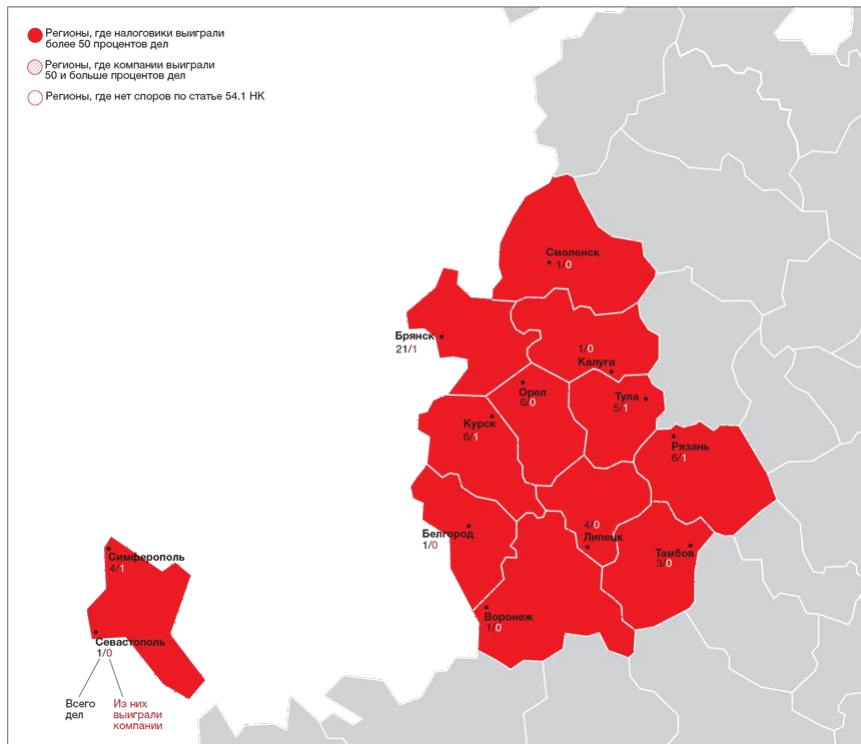 Регионы, где налоговики выиграли
более 50 процентов дел
Регионы, где компании выиграли
50 и больше процентов дел
Регионы, где нет споров по статье 54.1 НК
Смоленск
1/0
Брянск
21/1
1/0
Калуга
Орел
6/0
Тула
5/1
Курск
6/1
Рязань
6/1
Белгород
1/0
4/0
Липецк
Тамбов
3/0
Симферополь
4/1
Воронеж
1/0
Севастополь
1/0
Всего
дел
Из них
выиграли
компании